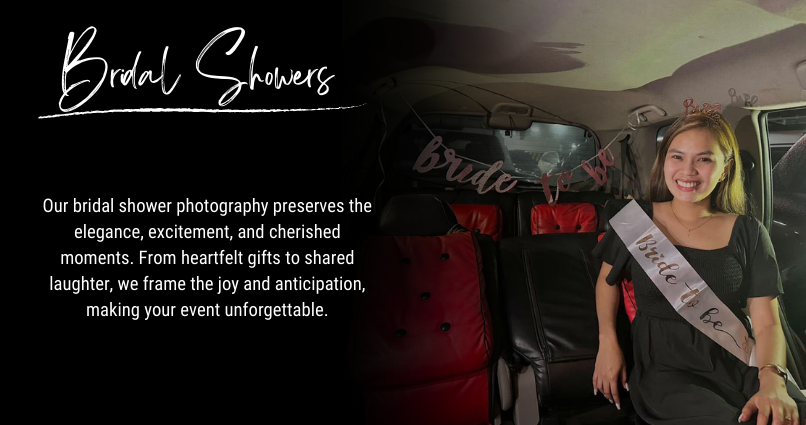 Bridal Showers
Our bridal shower photography preserves the
elegance, excitement, and cherished
moments. From heartfelt gifts to shared
laughter, we frame the joy and anticipation,
making your event unforgettable.
bride to be
Bride to be